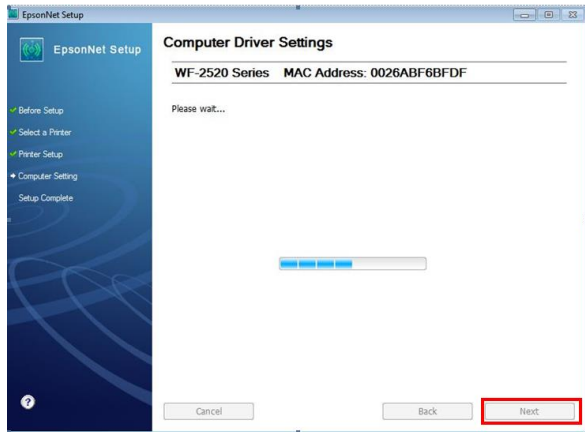 EpsonNet Setup
EpsonNet Setup
Before Setup
Select a Printer
Printer Setup
Computer Setting
Setup Complete
?
Computer Driver Settings
WF-2520 Series MAC Address: 0026ABF6BFDF
Please wait...
Cancel Back Next